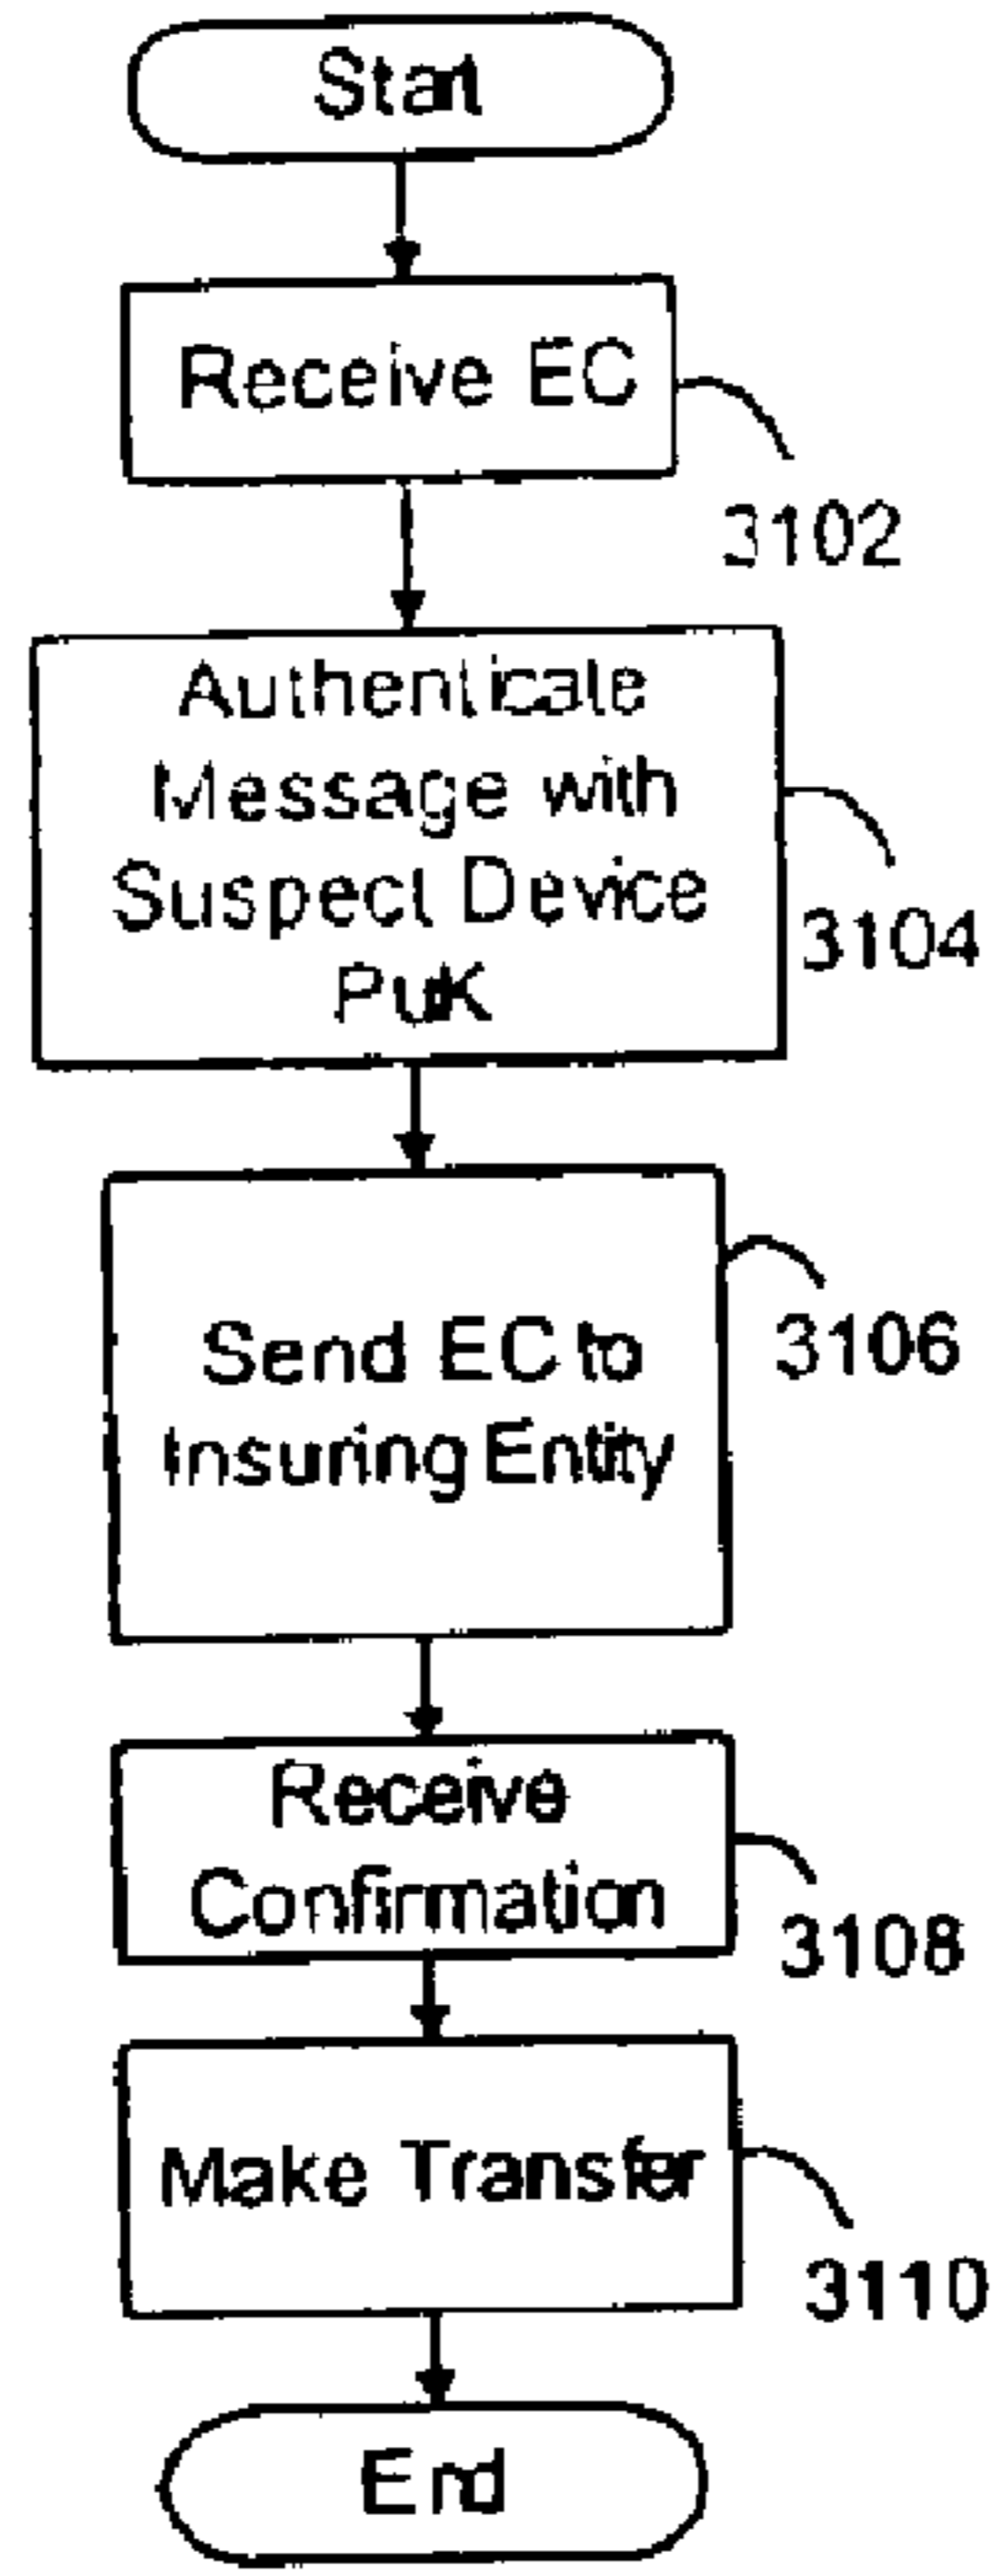 Start
Receive EC
3102
Authenticate
Message with
Suspect Device
PuK
3104
Send EC to
Insuring Entity
3106
Receive
Confirmation
3108
Make Transfer
3110
End